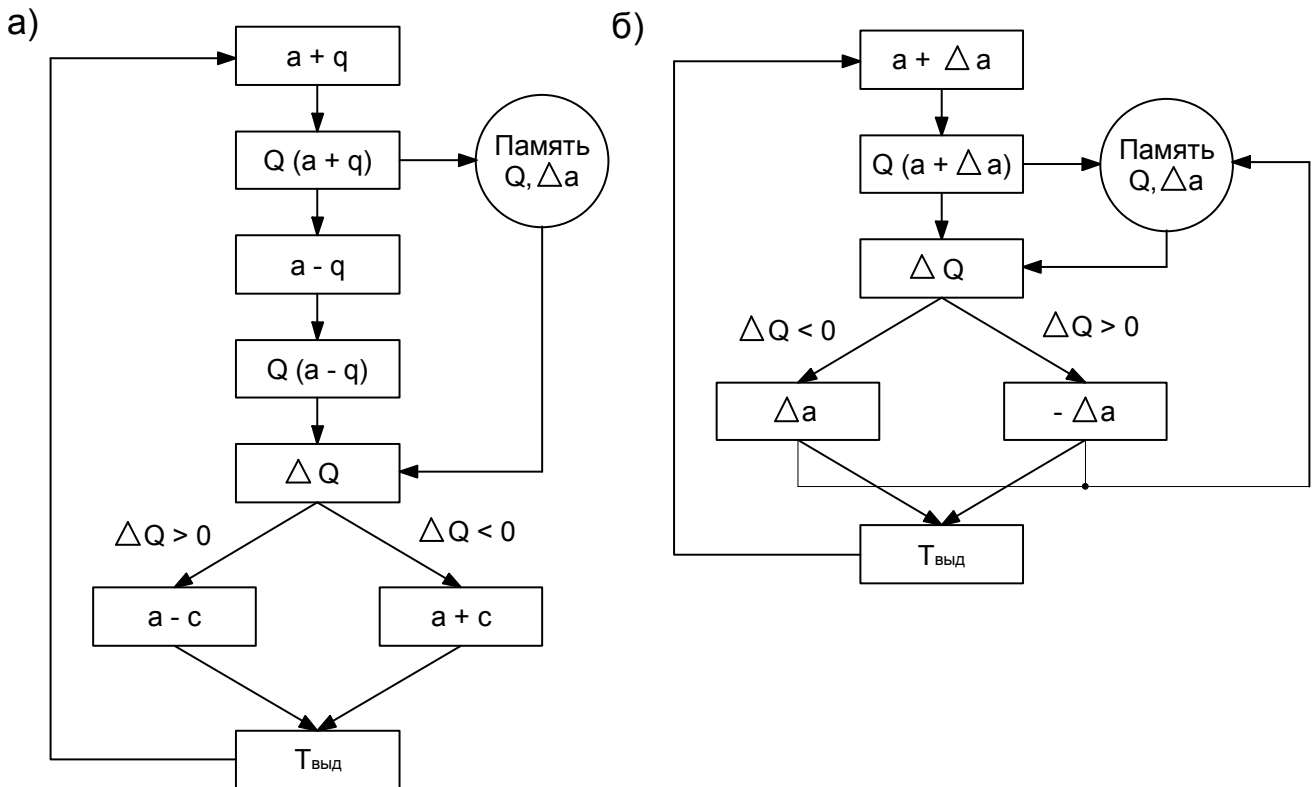 а)
a + q
Q (a + q)
Память
Q, △a
a - q
Q (a - q)
△ Q
△Q > 0
△Q < 0
a - c
a + c
Tвыд
б)
a + △ a
Q (a + △ a)
Память
Q, △a
△ Q
△Q < 0
△Q > 0
△a
- △a
Tвыд